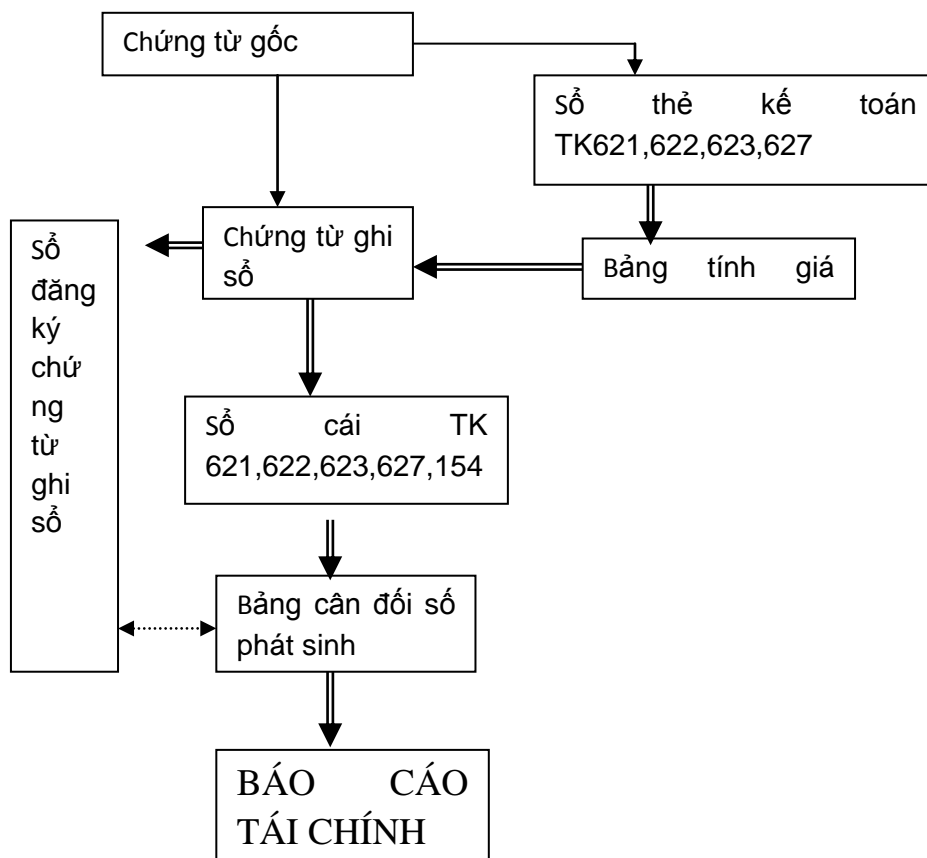 Chứng từ gốc
Sổ thẻ kế toán
TK621,622,623,627
Sổ
đăng
ký
chứ
ng
từ
ghi
sổ
Chứng từ ghi
sổ
Bảng tính giá
Sổ cái TK
621,622,623,627,154
Bảng cân đối số
phát sinh
BÁO CÁO
TÁI CHÍNH